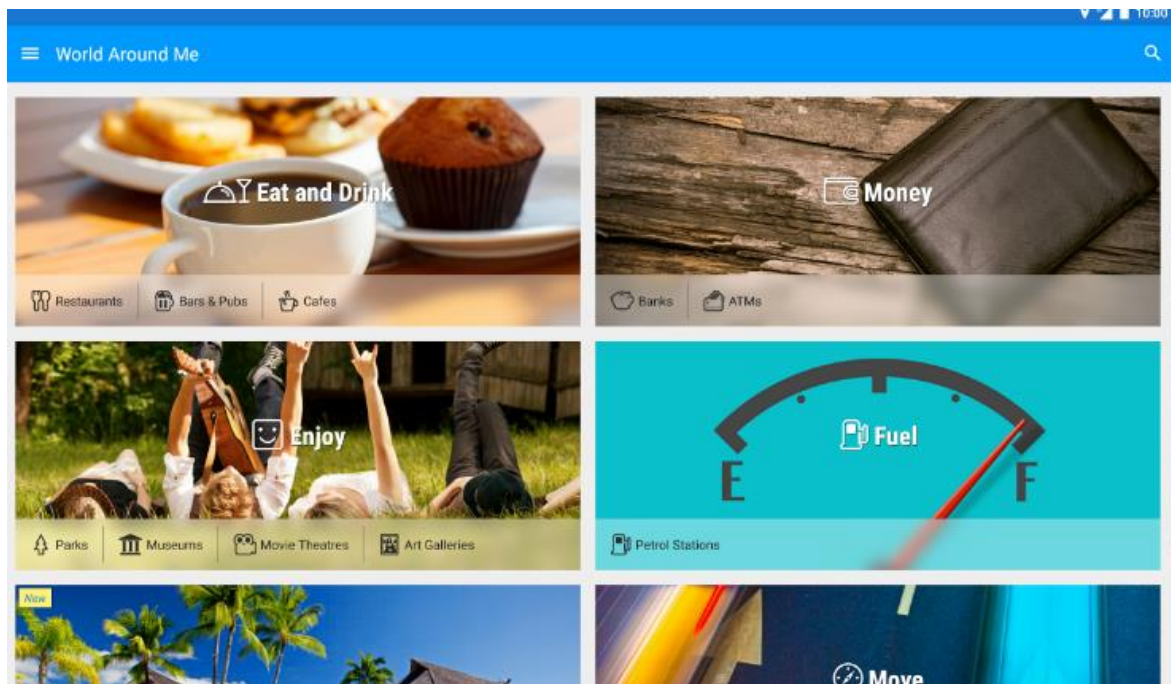 10:00
World Around Me
Eat and Drink
Restaurants
Bars & Pubs
Cafes
Money
Banks
ATMs
Enjoy
Parks
Museums
Movie Theatres
Art Galleries
E
Fuel
F
Petrol Stations
New
Move